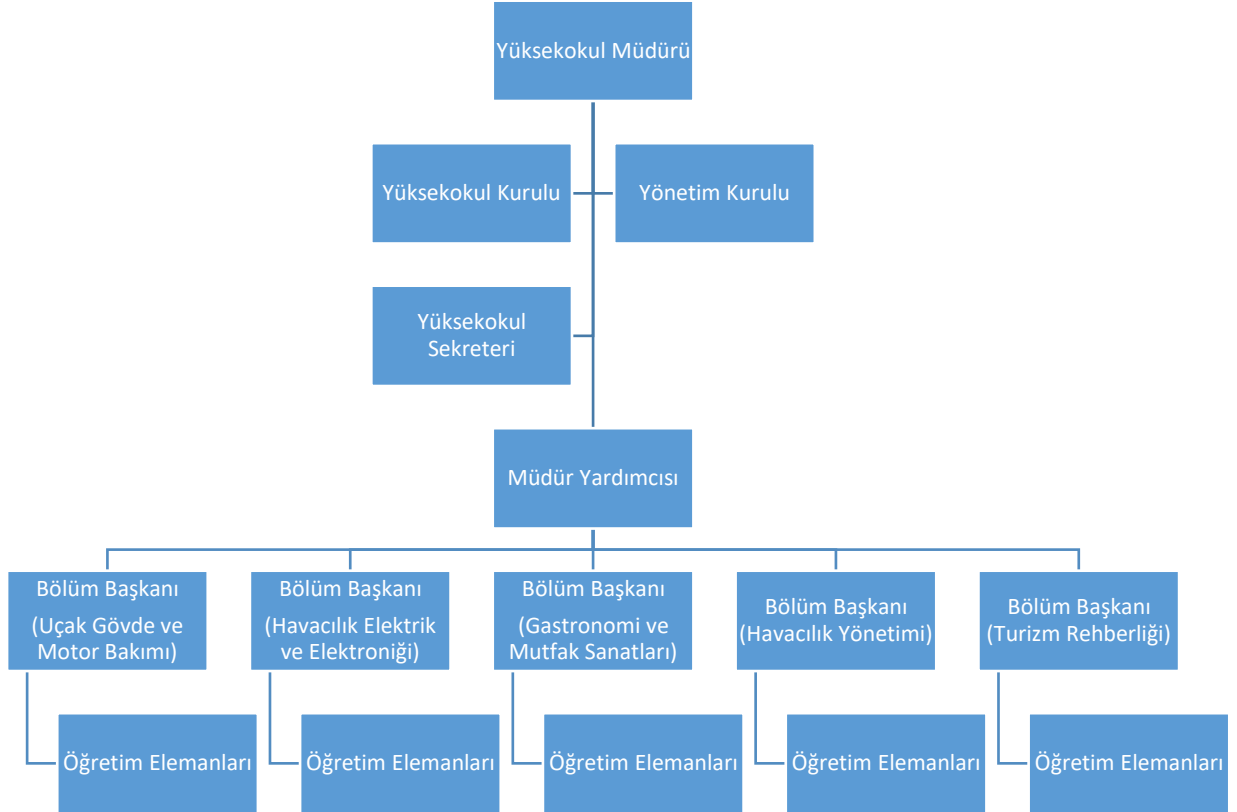 Yüksekokul Müdürü
Yüksekokul Kurulu
Yönetim Kurulu
Yüksekokul
Sekreteri
Müdür Yardımcısı
Bölüm Başkanı
(Uçak Gövde ve
Motor Bakımı)
Bölüm Başkanı
(Havacılık Elektrik
ve Elektroniği)
Bölüm Başkanı
(Gastronomi ve
Mutfak Sanatları)
Bölüm Başkanı
(Havacılık Yönetimi)
Bölüm Başkanı
(Turizm Rehberliği)
Öğretim Elemanları
Öğretim Elemanları
Öğretim Elemanları
Öğretim Elemanları
Öğretim Elemanları